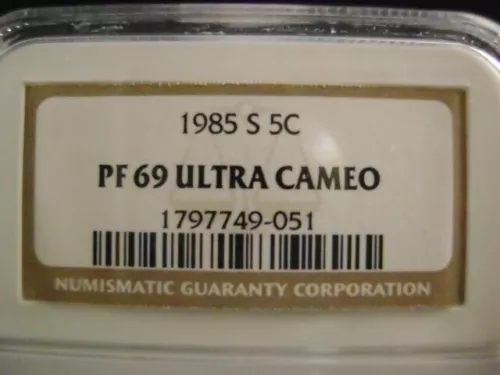 1985 S 5C
PF 69 ULTRA CAMEO
1797749-051
NUMISMATIC GUARANTY CORPORATION